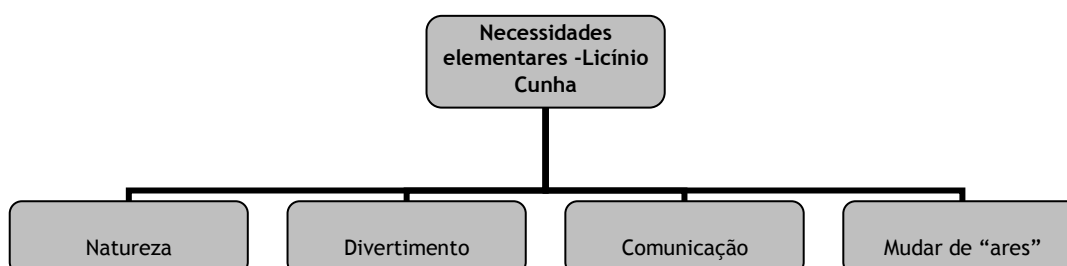 Necessidades
elementares -Licínio
Cunha
Natureza
Divertimento
Comunicação
Mudar de “ares”